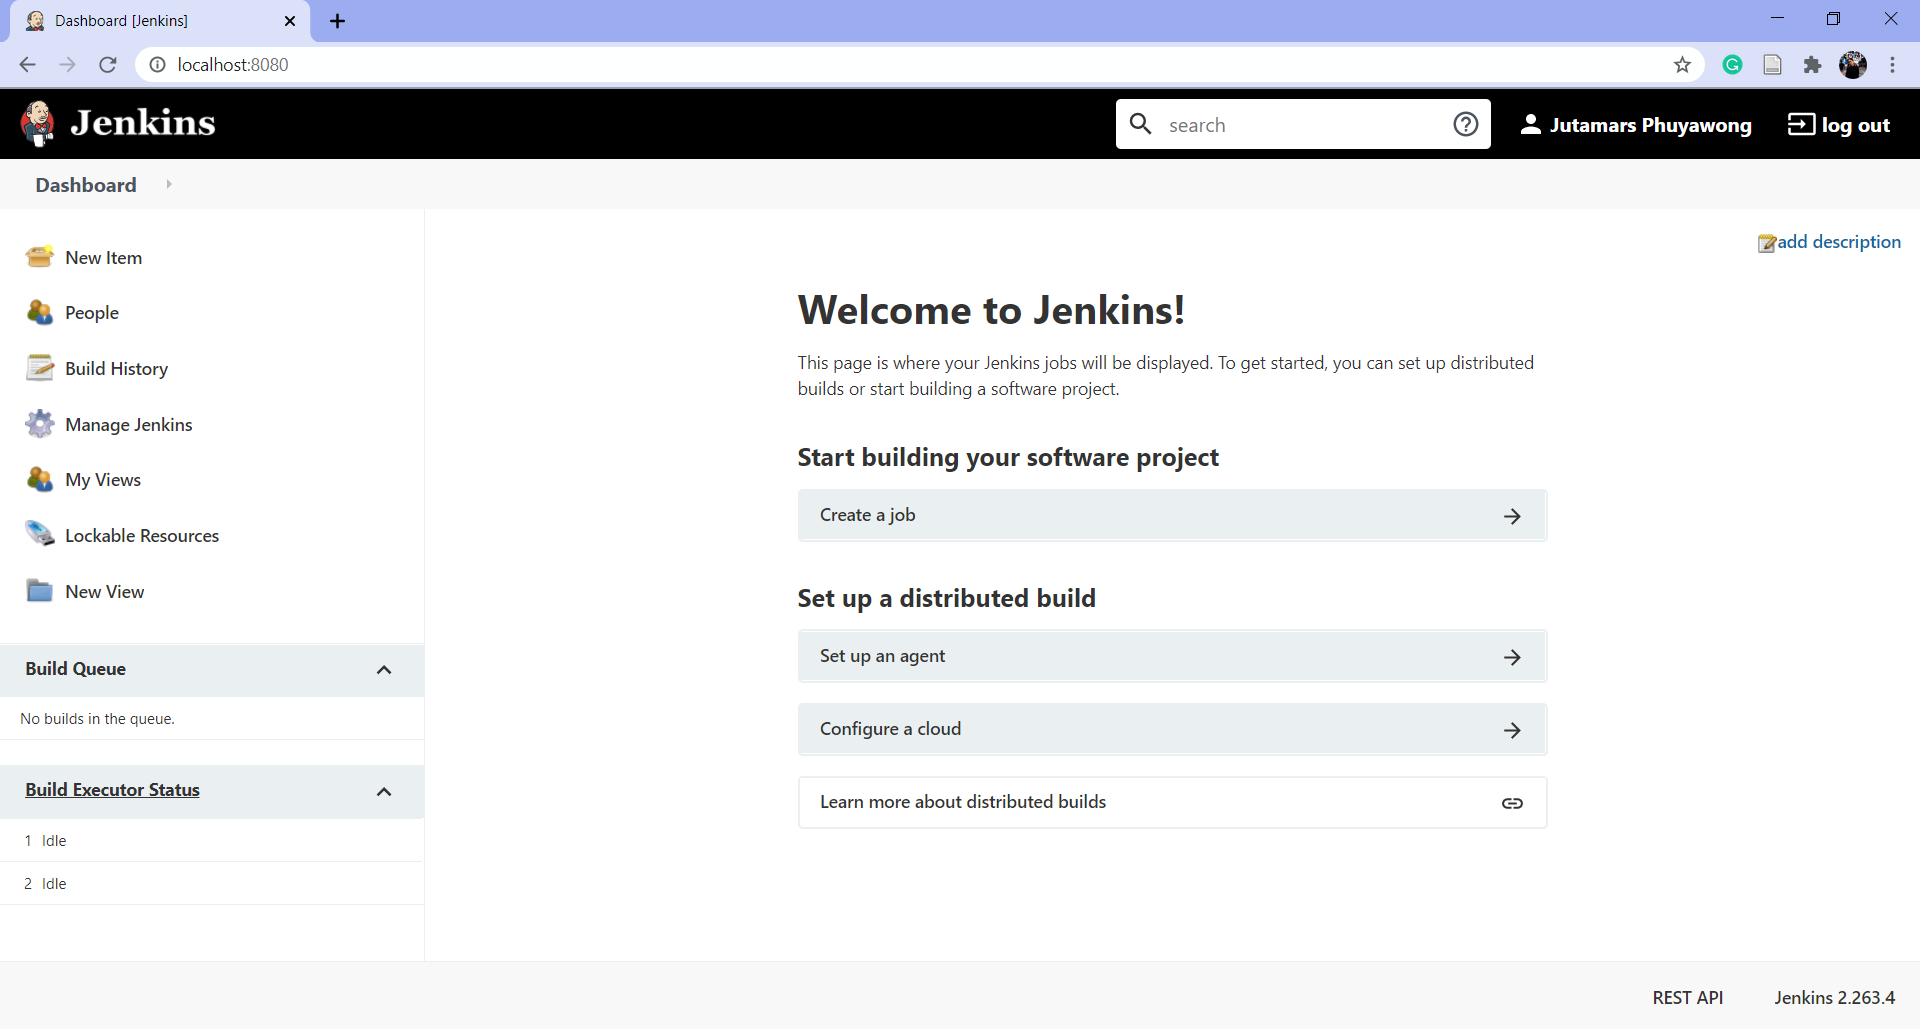 Dashboard [Jenkins]
localhost:8080
Jenkins
search
Jutamars Phuyawong
log out
Dashboard
New Item
People
Build History
Manage Jenkins
My Views
Lockable Resources
New View
Build Queue
No builds in the queue.
Build Executor Status
1 Idle
2 Idle
add description
Welcome to Jenkins!
This page is where your Jenkins jobs will be displayed. To get started, you can set up distributed
builds or start building a software project.
Start building your software project
Create a job
Set up a distributed build
Set up an agent
Configure a cloud
Learn more about distributed builds
REST API
Jenkins 2.263.4